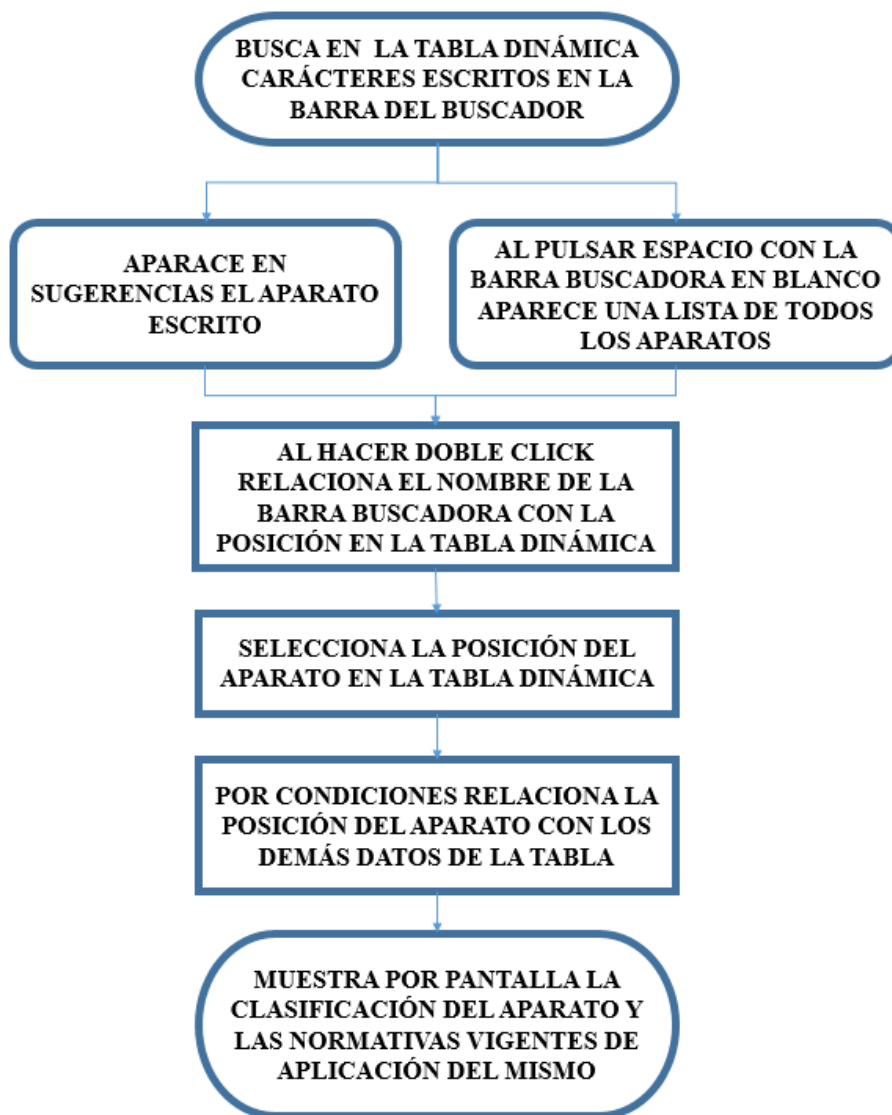 BUSCA EN LA TABLA DINÁMICA
CARÁCTERES ESCRITOS EN LA
BARRA DEL BUSCADOR
APARACE EN
SUGERENCIAS EL APARATO
ESCRITO
AL PULSAR ESPACIO CON LA
BARRA BUSCADORA EN BLANCO
APARECE UNA LISTA DE TODOS
LOS APARATOS
AL HACER DOBLE CLICK
RELACIONA EL NOMBRE DE LA
BARRA BUSCADORA CON LA
POSICIÓN EN LA TABLA DINÁMICA
SELECCIONA LA POSICIÓN DEL
APARATO EN LA TABLA DINÁMICA
POR CONDICIONES RELACIONA LA
POSICIÓN DEL APARATO CON LOS
DEMÁS DATOS DE LA TABLA
MUESTRA POR PANTALLA LA
CLASIFICACIÓN DEL APARATO Y
LAS NORMATIVAS VIGENTES DE
APLICACIÓN DEL MISMO